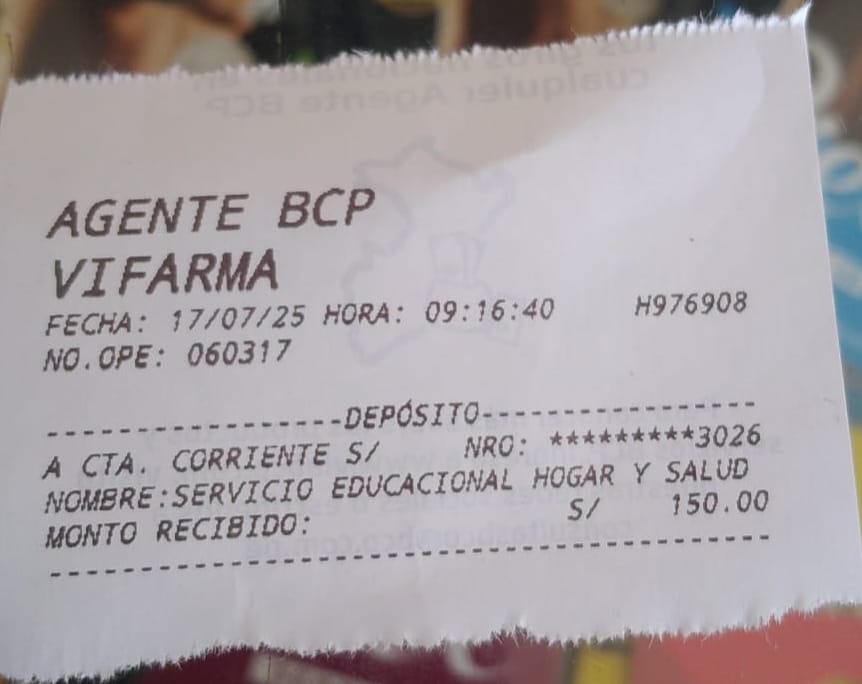 AGENTE BCP
VIFARMA
FECHA: 17/07/25 HORA: 09:16:40 H976908
NO.OPE: 060317
-----------------DEPÓSITO----------------
A CTA. CORRIENTE S/ NRO: *********3026
NOMBRE:SERVICIO EDUCACIONAL HOGAR Y SALUD
MONTO RECIBIDO: S/ 150.00
-----------------------------------------